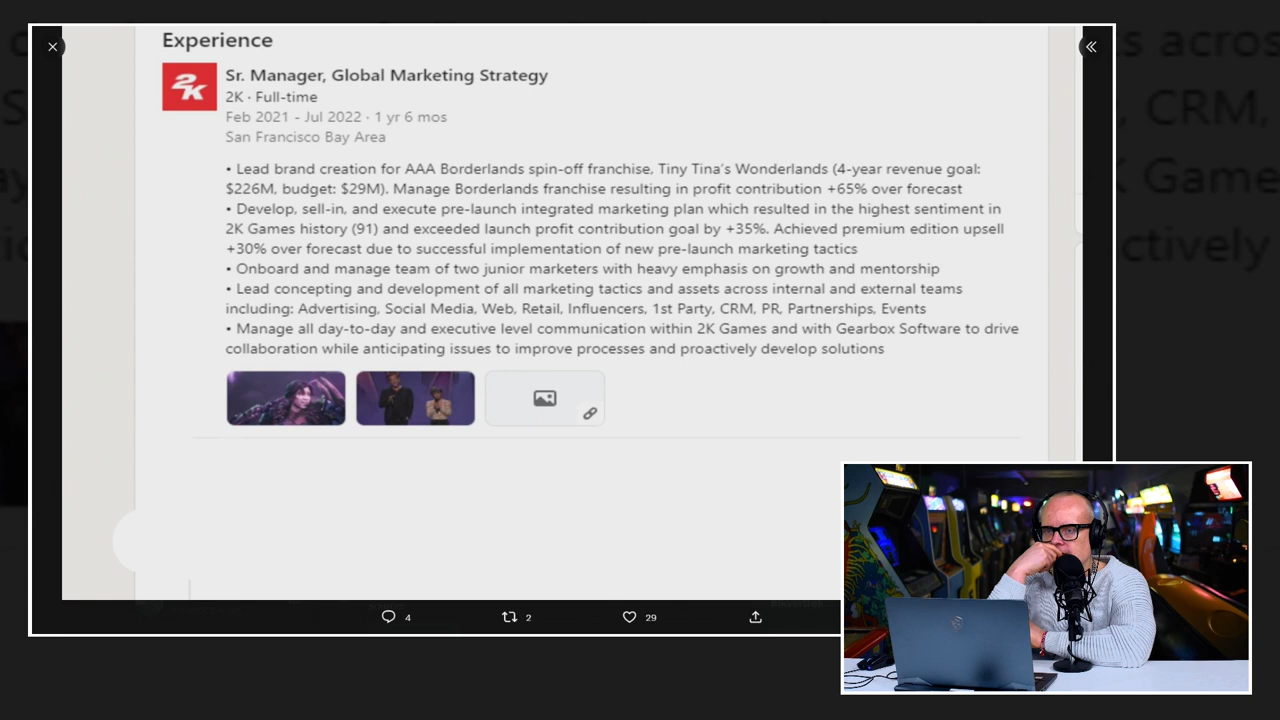 Experience
2K
Sr. Manager, Global Marketing Strategy
2K · Full-time
Feb 2021 - Jul 2022 · 1 yr 6 mos
San Francisco Bay Area
• Lead brand creation for AAA Borderlands spin-off franchise, Tiny Tina's Wonderlands (4-year revenue goal:
$226M, budget: $29M). Manage Borderlands franchise resulting in profit contribution +65% over forecast
• Develop, sell-in, and execute pre-launch integrated marketing plan which resulted in the highest sentiment in
2K Games history (91) and exceeded launch profit contribution goal by +35%. Achieved premium edition upsell
+30% over forecast due to successful implementation of new pre-launch marketing tactics
• Onboard and manage team of two junior marketers with heavy emphasis on growth and mentorship
• Lead concepting and development of all marketing tactics and assets across internal and external teams
including: Advertising, Social Media, Web, Retail, Influencers, 1st Party, CRM, PR, Partnerships, Events
• Manage all day-to-day and executive level communication within 2K Games and with Gearbox Software to drive
collaboration while anticipating issues to improve processes and proactively develop solutions
4
2
29
s acros
, CRM,
K Game
ctively